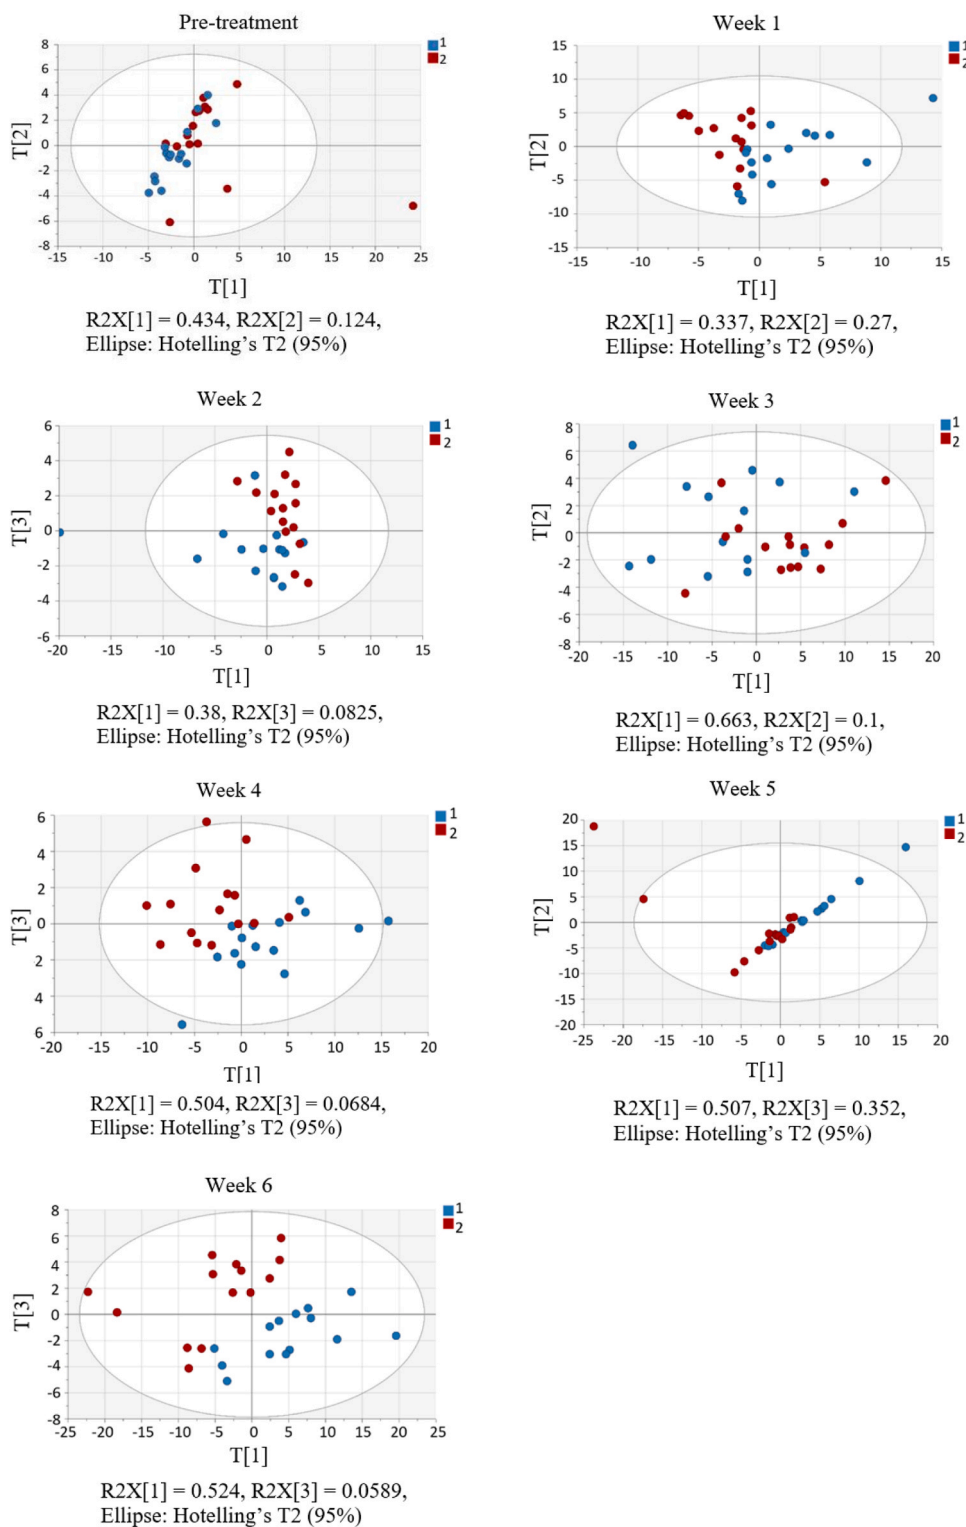 Pre-treatment
1
2
8
6
4
2
0
-2
-4
-6
8
T[2]
-15 -10 -5 0 5 10 15 20 25
T[1]
R2X[1] = 0.434, R2X[2] = 0.124,
Ellipse: Hotelling’s T2 (95%)
Week 1
1
2
15
10
5
0
-5
-10
-15
T[2]
-15 -10 -5 0 5 10 15
T[1]
R2X[1] = 0.337, R2X[2] = 0.27,
Ellipse: Hotelling’s T2 (95%)
Week 2
1
2
6
4
2
0
-2
-4
-6
T[3]
-20 -15 -10 -5 0 5 10 15
T[1]
R2X[1] = 0.38, R2X[3] = 0.0825,
Ellipse: Hotelling’s T2 (95%)
Week 3
1
2
8
6
4
2
0
-2
-4
-6
-8
T[2]
-20 -15 -10 -5 0 5 10 15 20
T[1]
R2X[1] = 0.663, R2X[2] = 0.1,
Ellipse: Hotelling’s T2 (95%)
Week 4
1
2
6
4
2
0
2
4
6
T[3]
-20 -15 -10 -5 0 5 10 15 20
T[1]
R2X[1] = 0.504, R2X[3] = 0.0684,
Ellipse: Hotelling’s T2 (95%)
Week 5
1
2
20
15
10
5
0
-5
-10
-15
-20
T[2]
-25 -20 -15 -10 -5 0 5 10 15 20
T[1]
R2X[1] = 0.507, R2X[3] = 0.352,
Ellipse: Hotelling’s T2 (95%)
Week 6
1
2
8
6
4
2
0
-2
-4
-6
-8
T[3]
-25 -20 -15 -10 -5 0 5 10 15 20 25
T[1]
R2X[1] = 0.524, R2X[3] = 0.0589,
Ellipse: Hotelling’s T2 (95%)